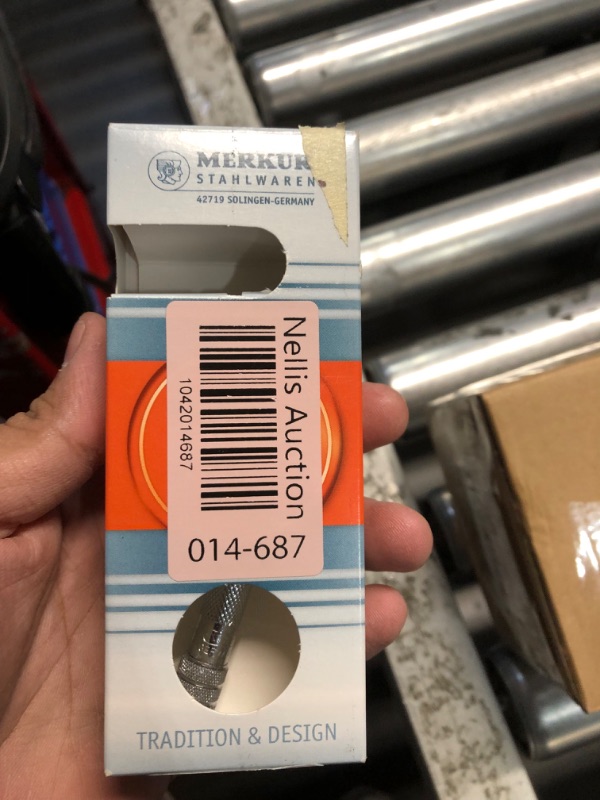 MERKUR
STAHLWAREN
42719 SOLINGEN-GERMANY
Nellis Auction
1042014687
014-687
TRADITION & DESIGN